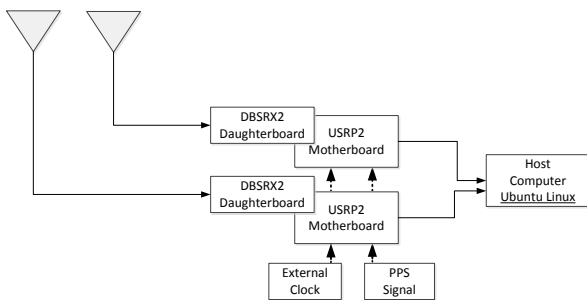 DBSRX2
Daughterboard
USRP2
Motherboard
DBSRX2
Daughterboard
USRP2
Motherboard
Host
Computer
Ubuntu Linux
External
Clock
PPS
Signal